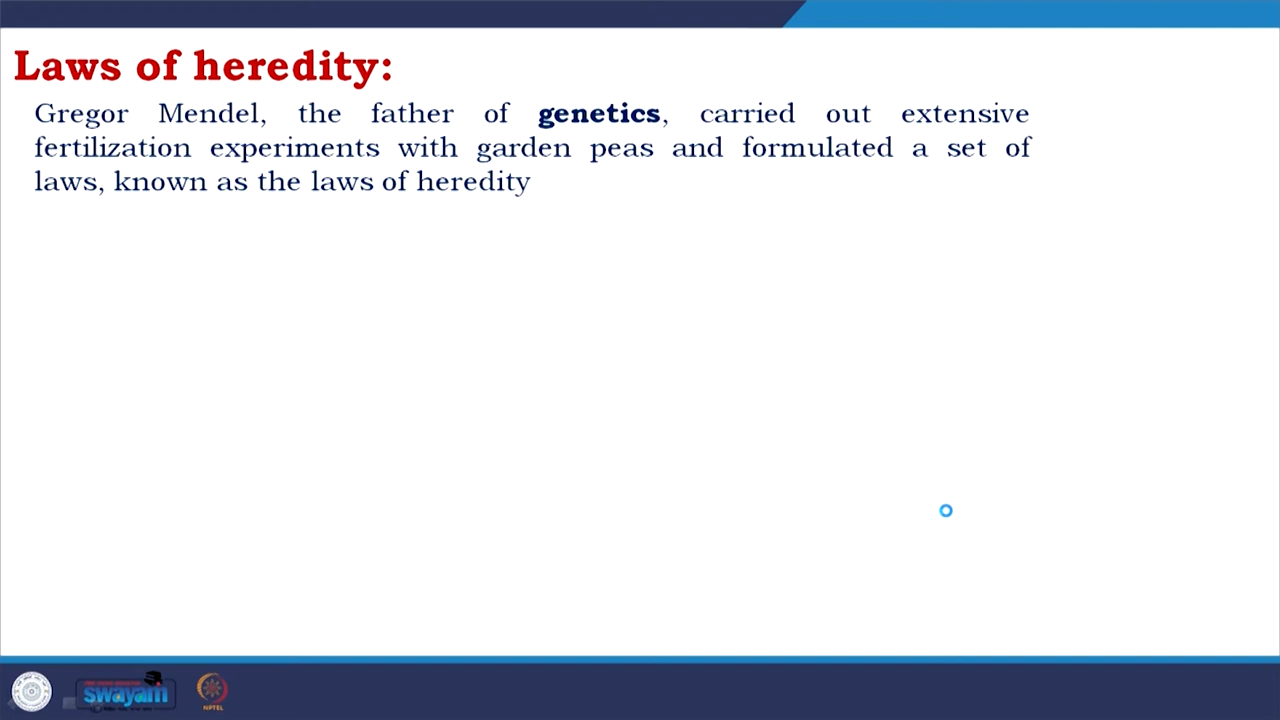 Laws of heredity:
Gregor Mendel, the father of genetics, carried out extensive
fertilization experiments with garden peas and formulated a set of
laws, known as the laws of heredity
swayam
NPTEL